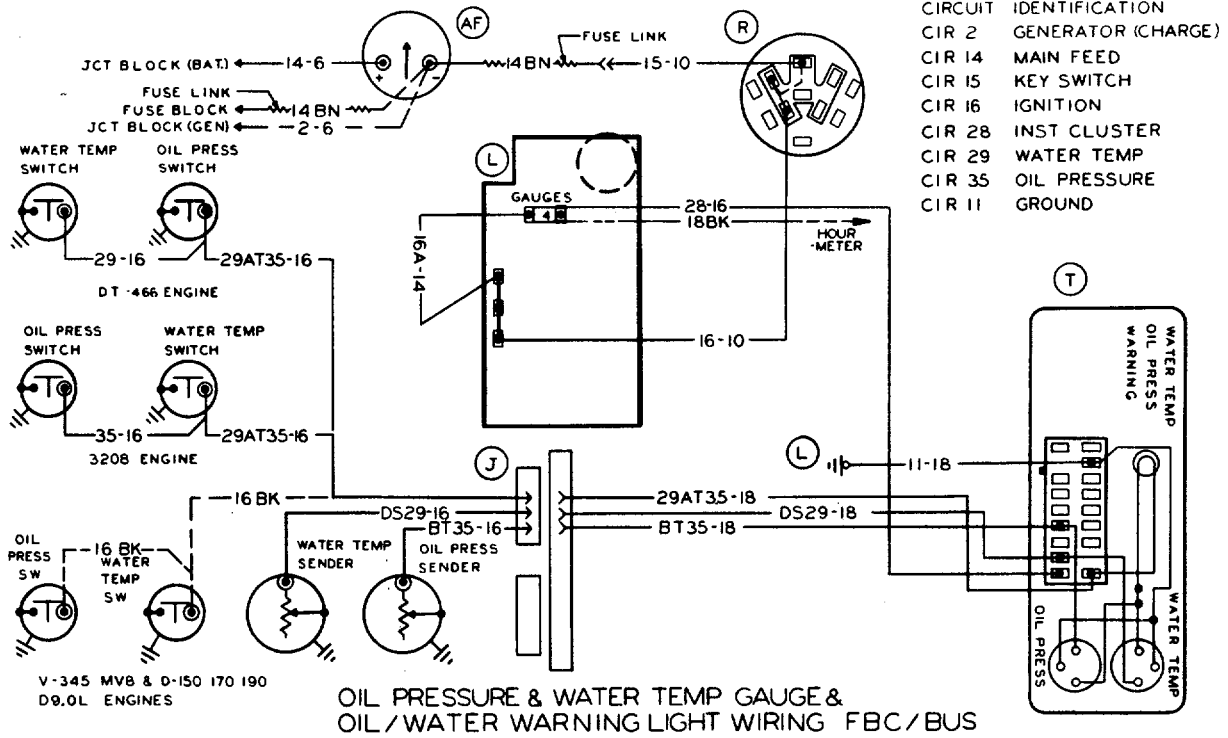 CIRCUIT IDENTIFICATION
CIR 2 GENERATOR (CHARGE)
CIR 14 MAIN FEED
CIR 15 KEY SWITCH
CIR 16 IGNITION
CIR 28 INST CLUSTER
CIR 29 WATER TEMP
CIR 35 OIL PRESSURE
CIR 11 GROUND
AF
R
FUSE LINK
JCT BLOCK (BAT.)
14-6
+
-
14BN
15-10
FUSE LINK
FUSE BLOCK
14BN
JCT BLOCK (GEN)
2-6
WATER TEMP
SWITCH
OIL PRESS
SWITCH
L
GAUGES
4
28-16
18BK
HOUR
-METER
16A-14
29-16
29AT35-16
DT-466 ENGINE
T
OIL PRESS
SWITCH
WATER TEMP
SWITCH
16-10
WATER TEMP
OIL PRESS
WARNING
35-16
29AT35-16
3208 ENGINE
J
L
11-18
16 BK
29AT35-18
DS29-16
DS29-18
BT35-16
BT35-18
OIL
PRESS
SW
16 BK
WATER
TEMP
SW
WATER TEMP
SENDER
OIL PRESS
SENDER
OIL PRESS
WATER TEMP
V-345 MV8 & D-150 170 190
D9.0L ENGINES
OIL PRESSURE & WATER TEMP GAUGE &
OIL/WATER WARNING LIGHT WIRING FBC/BUS